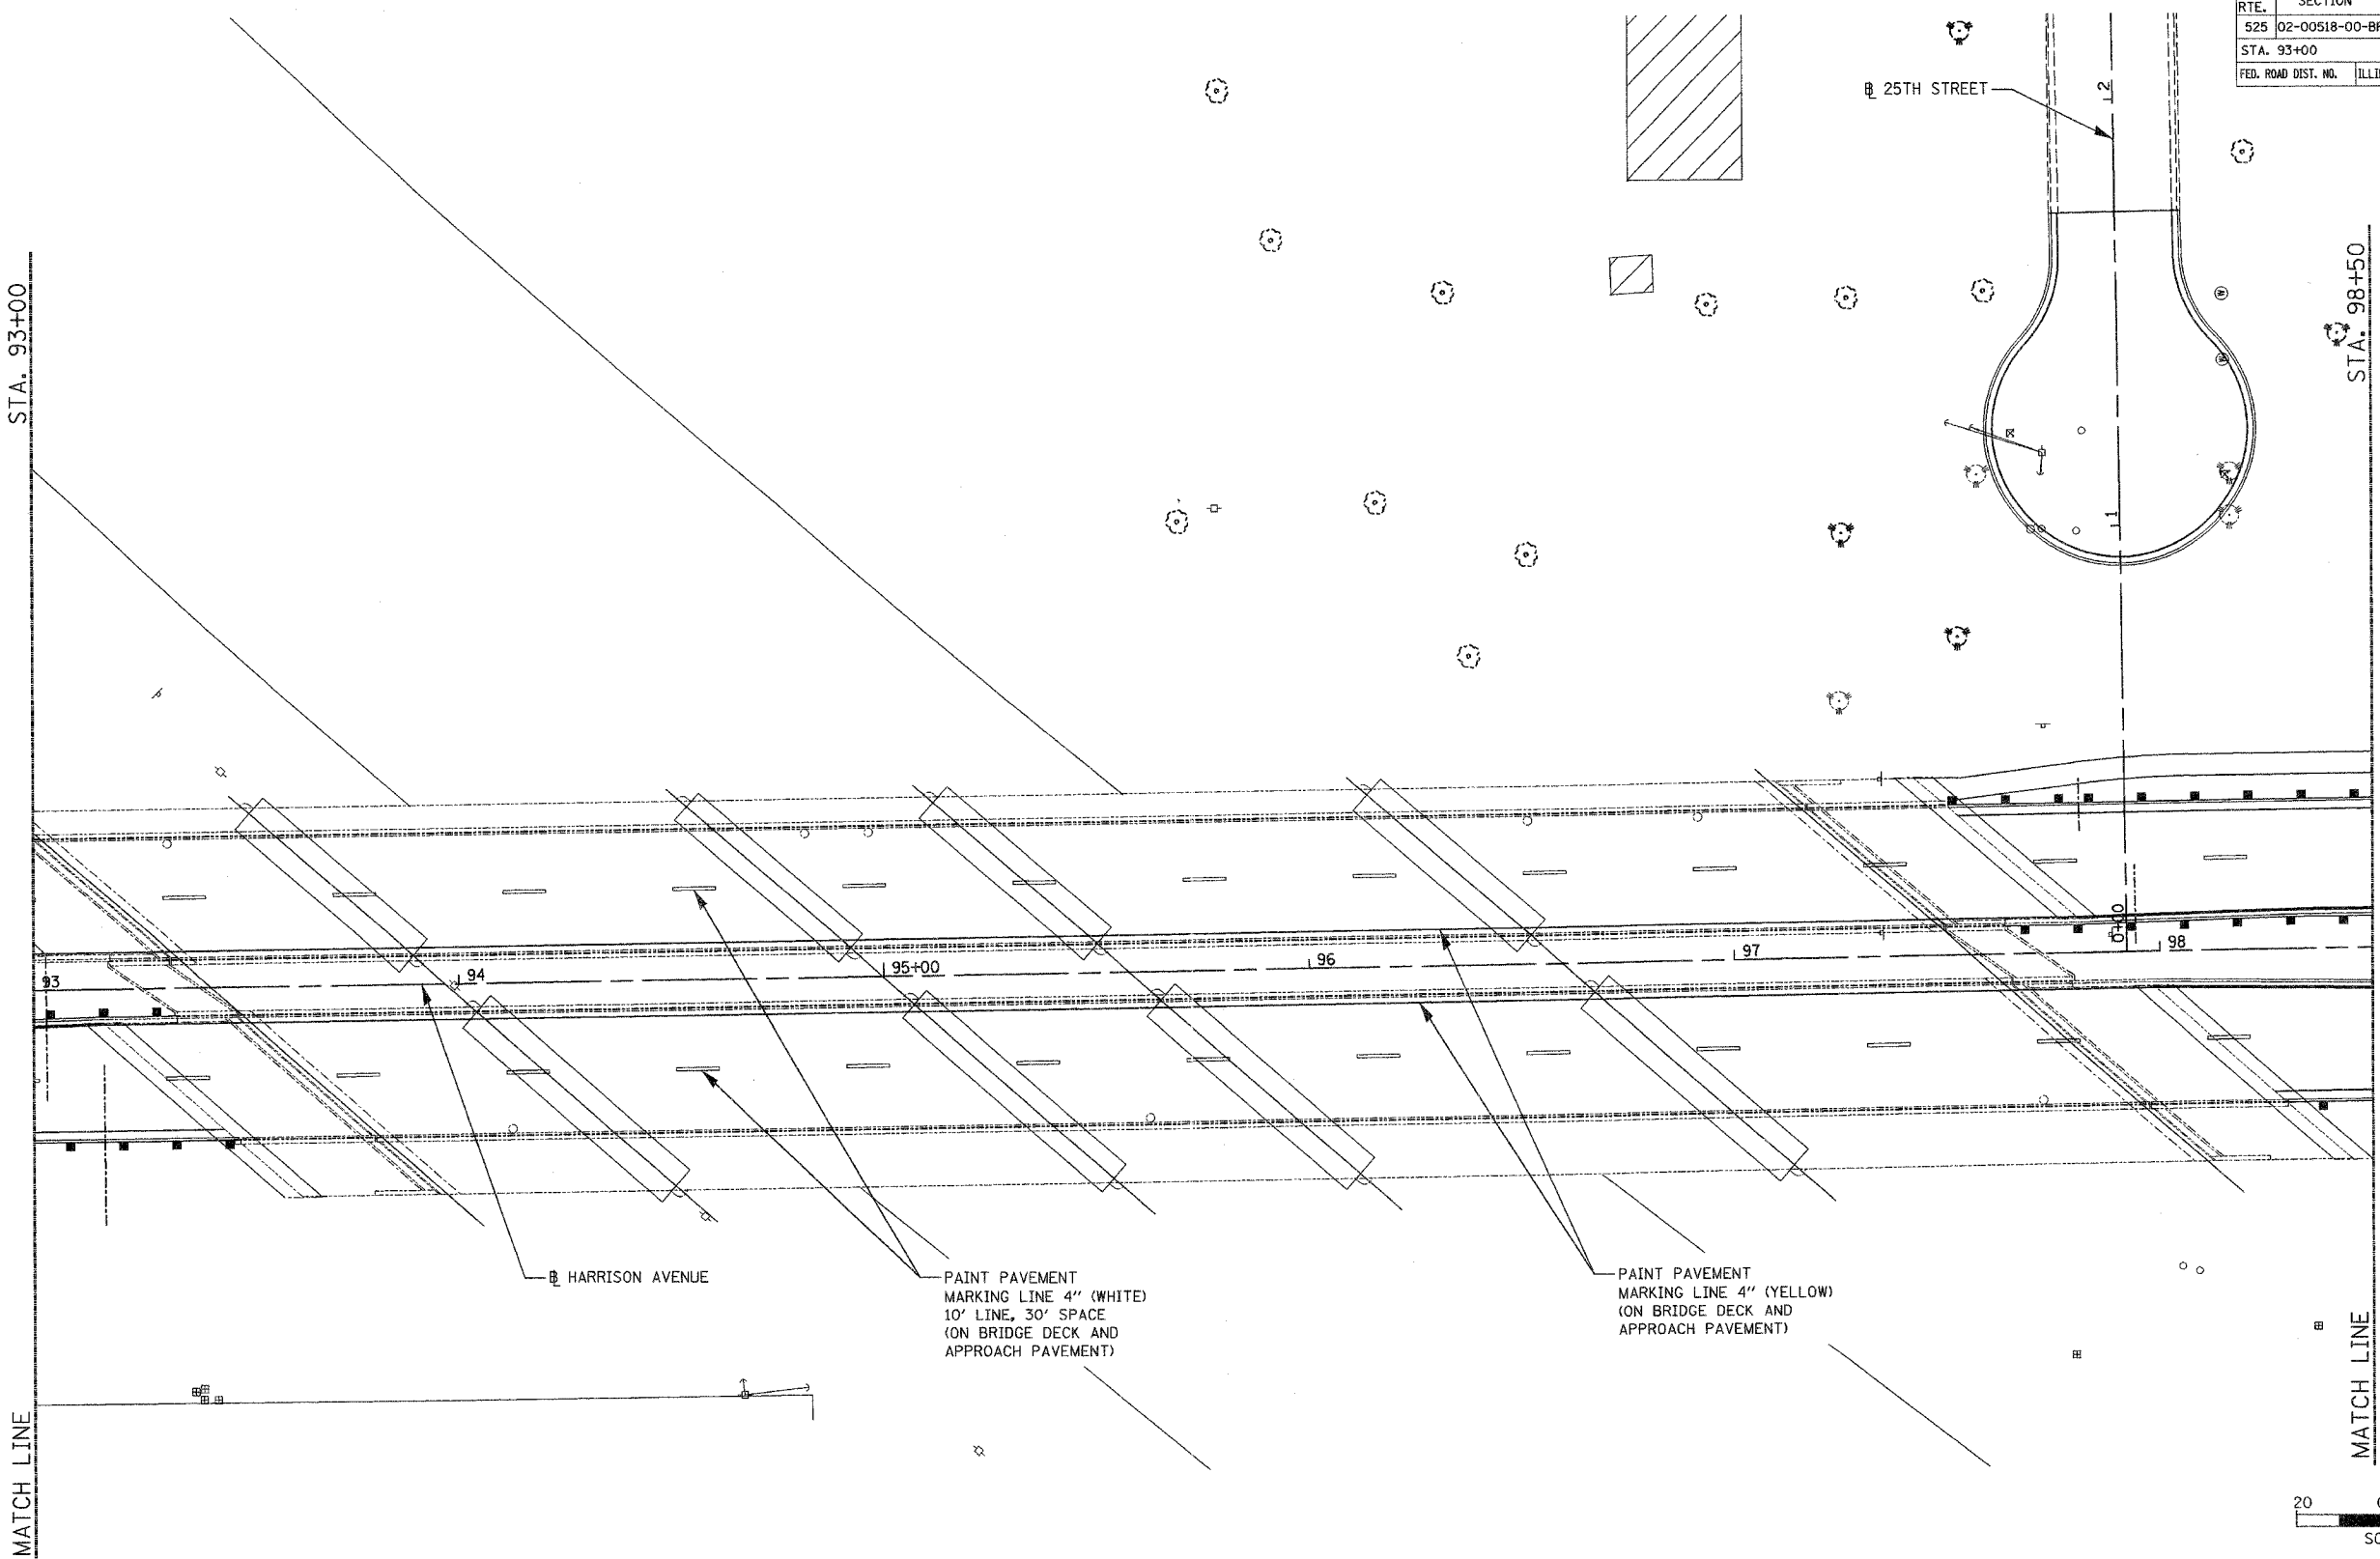 RTE. SECTION
525 02-00518-00-BR
STA. 93+00
FED. ROAD DIST. NO. ILLI
℄ 25TH STREET
2
1
0+00
STA. 93+00
STA. 98+50
93
94
95+00
96
97
98
℄ HARRISON AVENUE
PAINT PAVEMENT
MARKING LINE 4" (WHITE)
10' LINE, 30' SPACE
(ON BRIDGE DECK AND
APPROACH PAVEMENT)
PAINT PAVEMENT
MARKING LINE 4" (YELLOW)
(ON BRIDGE DECK AND
APPROACH PAVEMENT)
MATCH LINE
MATCH LINE
20